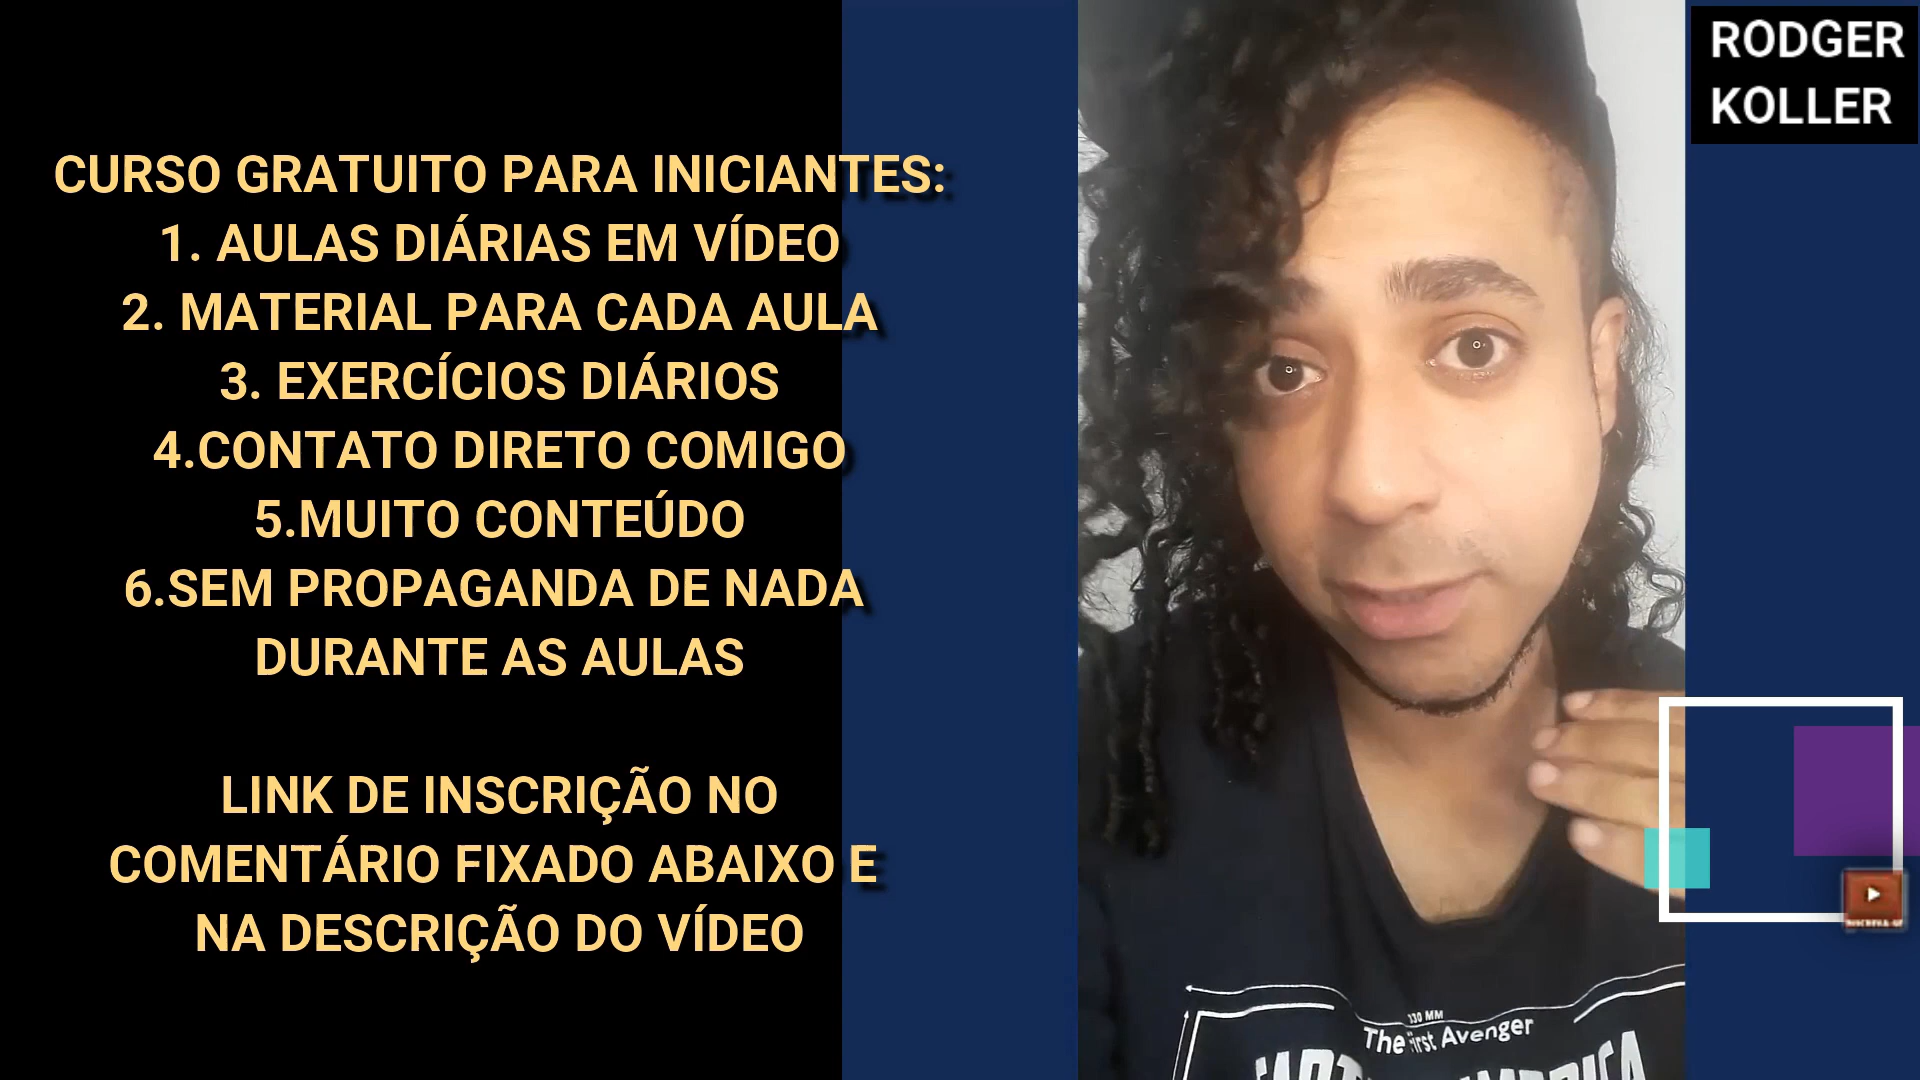 RODGER
KOLLER
CURSO GRATUITO PARA INICIANTES:
1. AULAS DIÁRIAS EM VÍDEO
2. MATERIAL PARA CADA AULA
3. EXERCÍCIOS DIÁRIOS
4.CONTATO DIRETO COMIGO
5.MUITO CONTEÚDO
6.SEM PROPAGANDA DE NADA
DURANTE AS AULAS
LINK DE INSCRIÇÃO NO
COMENTÁRIO FIXADO ABAIXO E
NA DESCRIÇÃO DO VÍDEO
INSCREVA-SE
The First Avenger